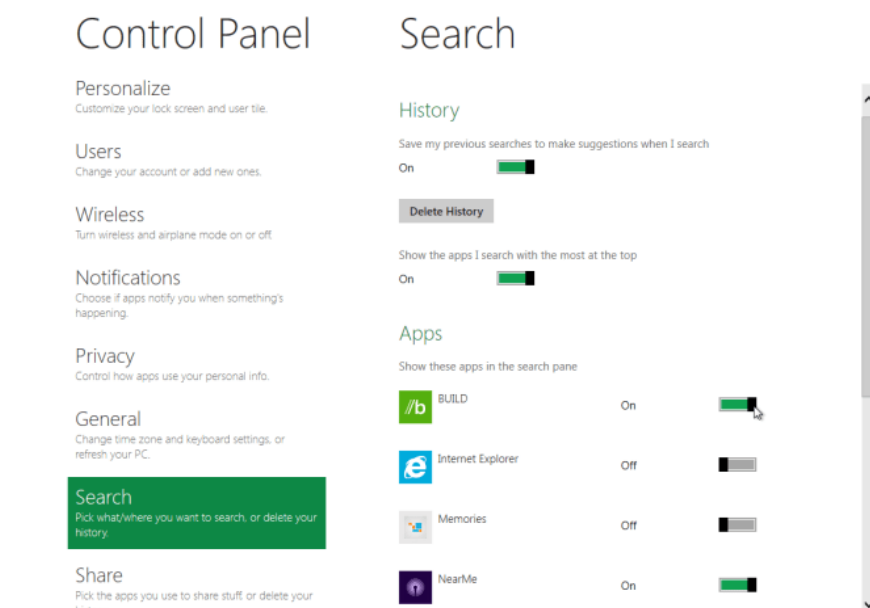 Control Panel
Personalize
Customize your lock screen and user tile.
Users
Change your account or add new ones.
Wireless
Turn wireless and airplane mode on or off.
Notifications
Choose if apps notify you when something's
happening.
Privacy
Control how apps use your personal info.
General
Change time zone and keyboard settings, or
refresh your PC.
Search
Pick what/where you want to search, or delete your
history.
Share
Pick the apps you use to share stuff, or delete your
Search
History
Save my previous searches to make suggestions when I search
On
Delete History
Show the apps I search with the most at the top
On
Apps
Show these apps in the search pane
//b BUILD On
Internet Explorer Off
Memories Off
NearMe On